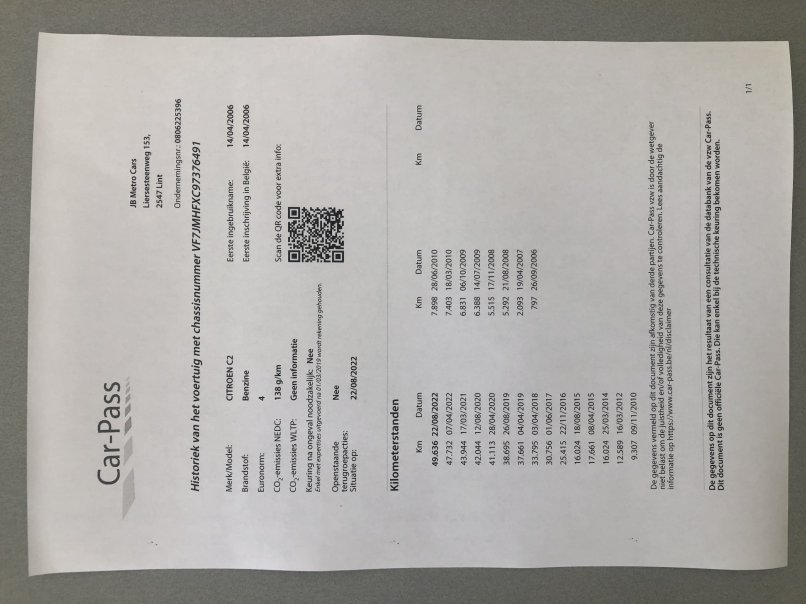 Car-Pass
JB Metro Cars
Liersesteenweg 153,
2547 Lint
Ondernemingsnr.: 0806225396
Historiek van het voertuig met chassisnummer VF7JMHFXC97376491
Merk/Model: CITROEN C2
Brandstof: Benzine
Euronorm: 4
CO2-emissies NEDC: 138 g/km
CO2-emissies WLTP: Geen informatie
Keuring na ongeval noodzakelijk: Nee
Enkel met expertises uitgevoerd na 01/03/2019 wordt rekening gehouden.
Openstaande Nee
terugroepacties:
Situatie op: 22/08/2022
Eerste ingebruikname: 14/04/2006
Eerste inschrijving in België: 14/04/2006
Scan de QR code voor extra info:
Kilometerstanden
Km Datum
49.636 22/08/2022
47.732 07/04/2022
43.944 17/03/2021
42.044 12/08/2020
41.113 28/04/2020
38.695 26/08/2019
37.661 04/04/2019
33.795 03/04/2018
30.756 01/06/2017
25.415 22/11/2016
16.024 18/08/2015
17.661 08/04/2015
16.024 25/03/2014
12.589 16/03/2012
9.307 09/11/2010
Km Datum
7.898 28/06/2010
7.403 18/03/2010
6.831 06/10/2009
6.388 14/07/2009
5.515 17/11/2008
5.292 21/08/2008
2.093 19/04/2007
797 26/09/2006
Km Datum
De gegevens vermeld op dit document zijn afkomstig van derde partijen. Car-Pass vzw is door de wetgever
niet belast om de juistheid en/of volledigheid van deze gegevens te controleren. Lees aandachtig de
informatie op https://www.car-pass.be/nl/disclaimer
De gegevens op dit document zijn het resultaat van een consultatie van de databank van de vzw Car-Pass.
Dit document is geen officiële Car-Pass. Die kan enkel bij de technische keuring bekomen worden.
1/1